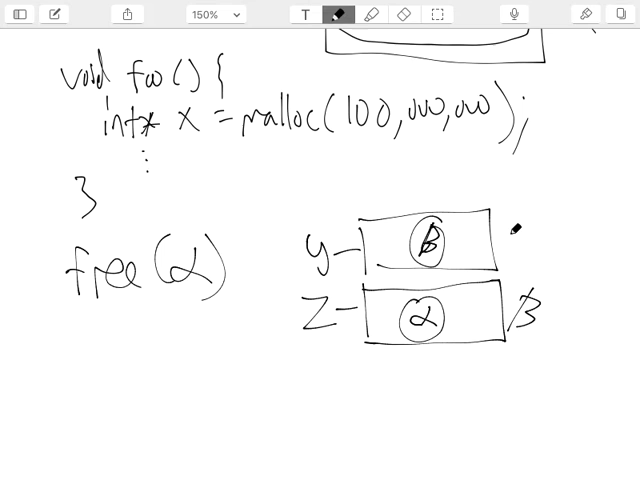 150%
T
void foo() {
int* x = malloc(100,000,000);
⋮
}
free(α)
y
β
z
α
β